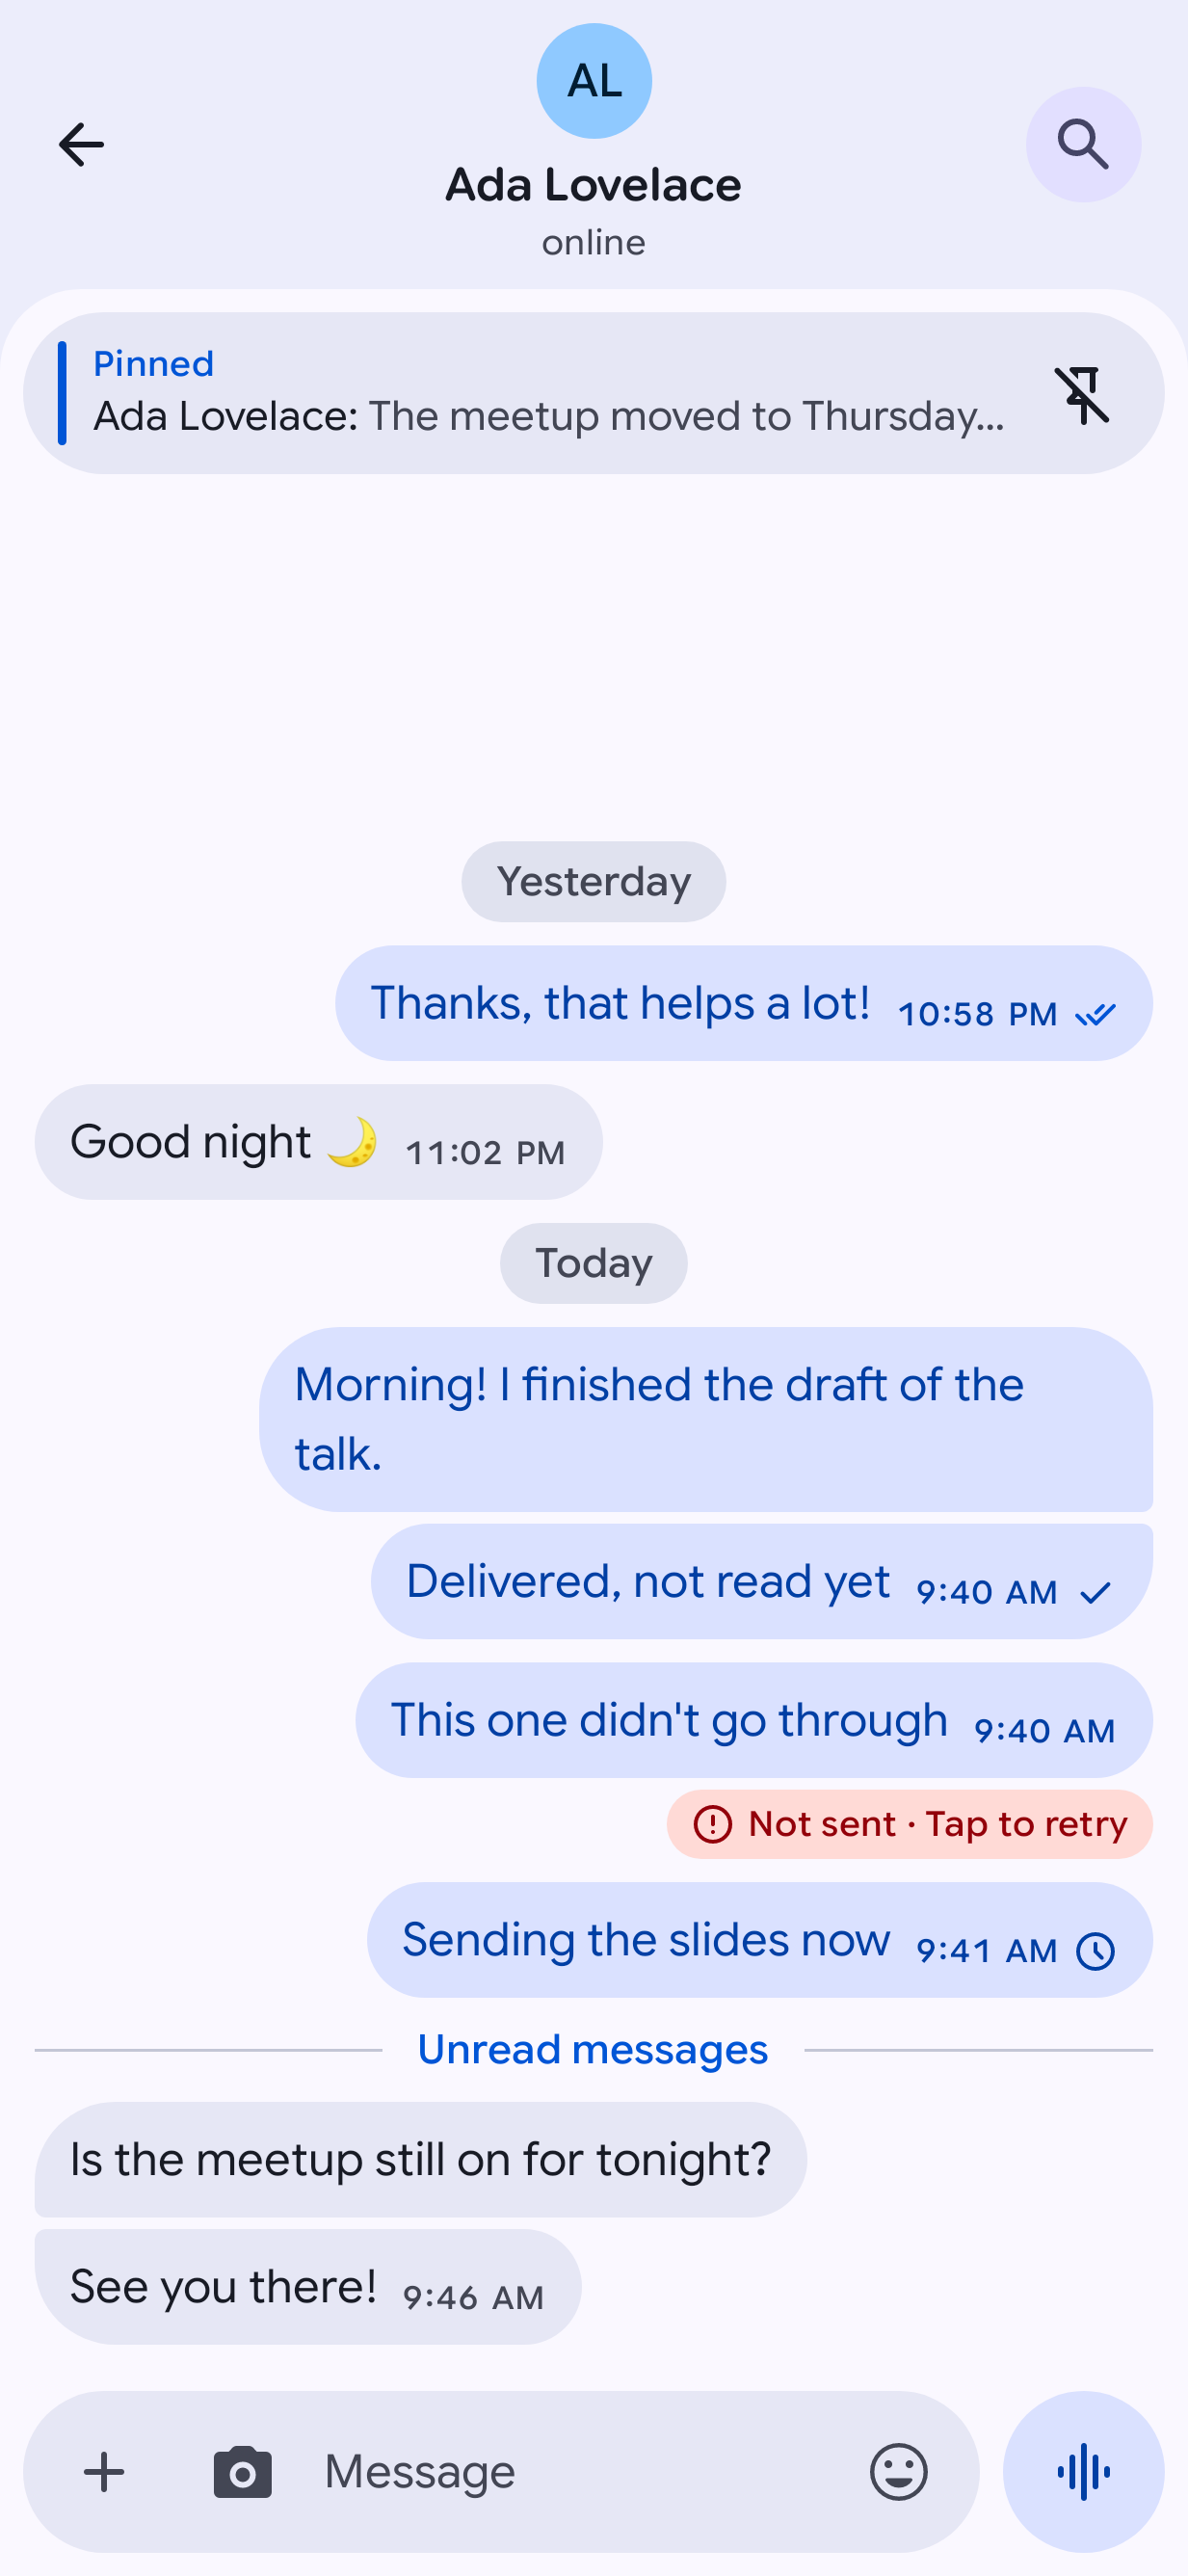 AL
Ada Lovelace
online
Pinned
Ada Lovelace: The meetup moved to Thursday...
Yesterday
Thanks, that helps a lot! 10:58 PM
Good night 🌙 11:02 PM
Today
Morning! I finished the draft of the
talk.
Delivered, not read yet 9:40 AM
This one didn't go through 9:40 AM
Not sent · Tap to retry
Sending the slides now 9:41 AM
Unread messages
Is the meetup still on for tonight?
See you there! 9:46 AM
Message